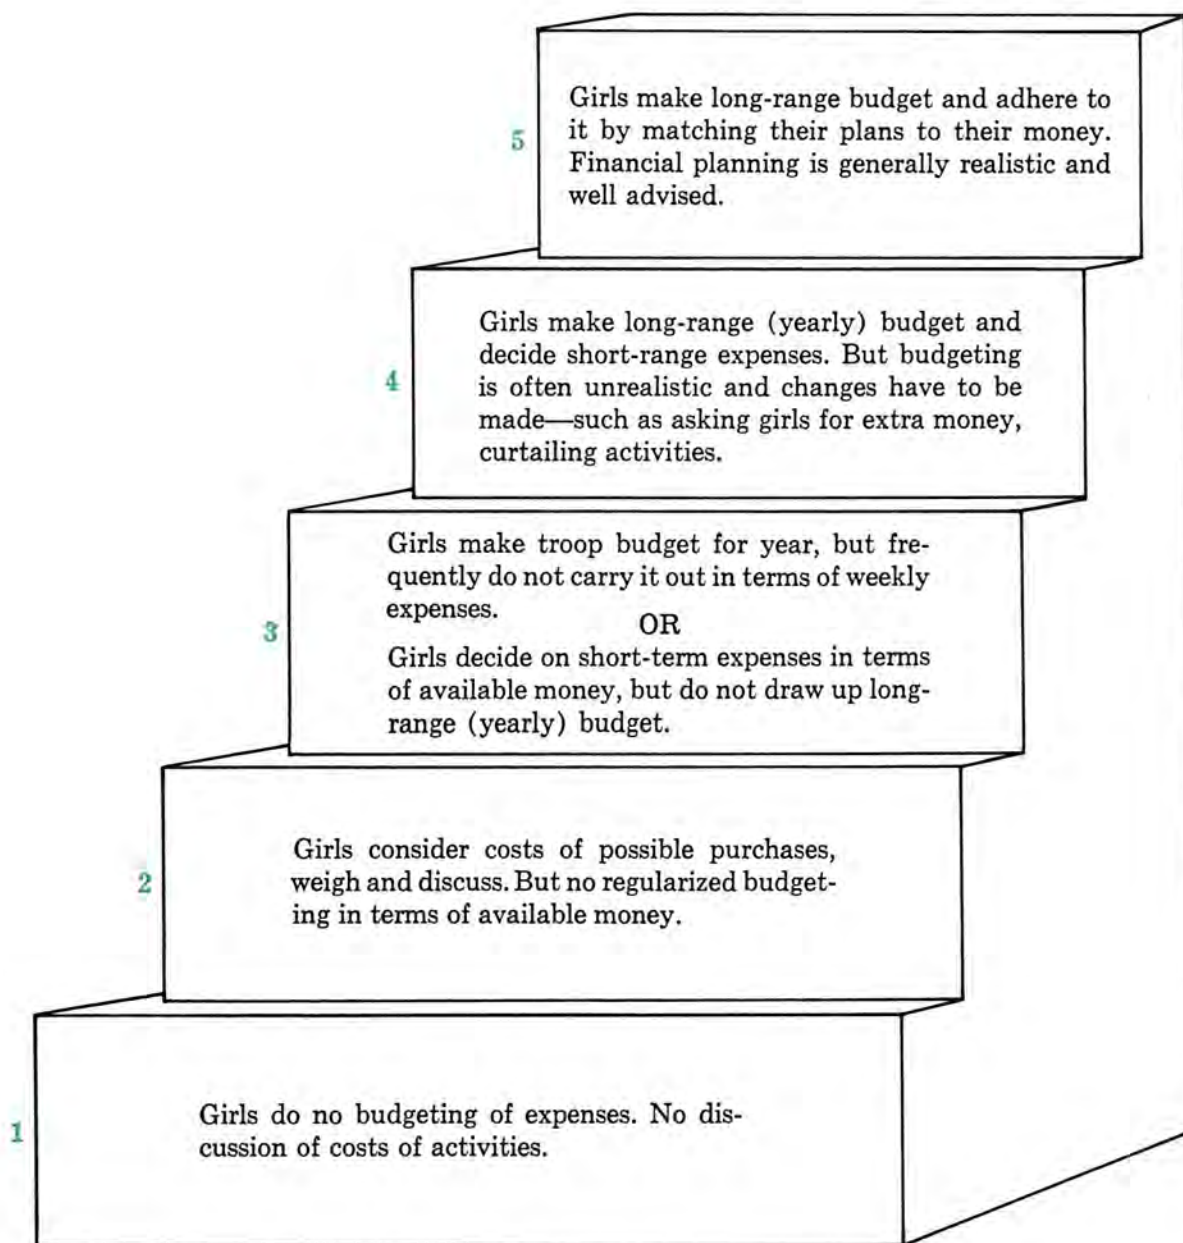 5
Girls make long-range budget and adhere to
it by matching their plans to their money.
Financial planning is generally realistic and
well advised.
4
Girls make long-range (yearly) budget and
decide short-range expenses. But budgeting
is often unrealistic and changes have to be
made—such as asking girls for extra money,
curtailing activities.
3
Girls make troop budget for year, but fre-
quently do not carry it out in terms of weekly
expenses.
OR
Girls decide on short-term expenses in terms
of available money, but do not draw up long-
range (yearly) budget.
2
Girls consider costs of possible purchases,
weigh and discuss. But no regularized budget-
ing in terms of available money.
1
Girls do no budgeting of expenses. No dis-
cussion of costs of activities.